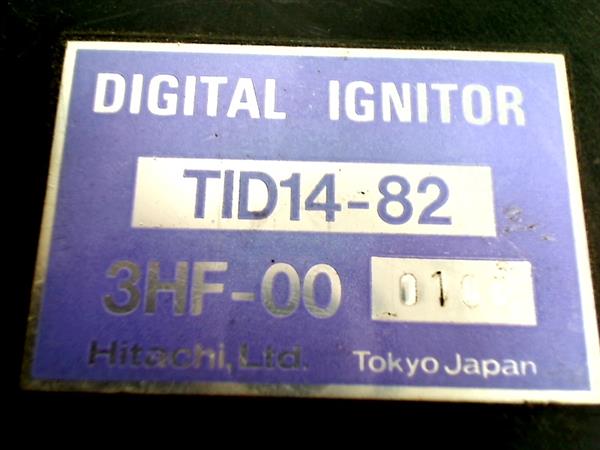 DIGITAL IGNITOR
TID14-82
3HF-00
Hitachi, Ltd. Tokyo Japan